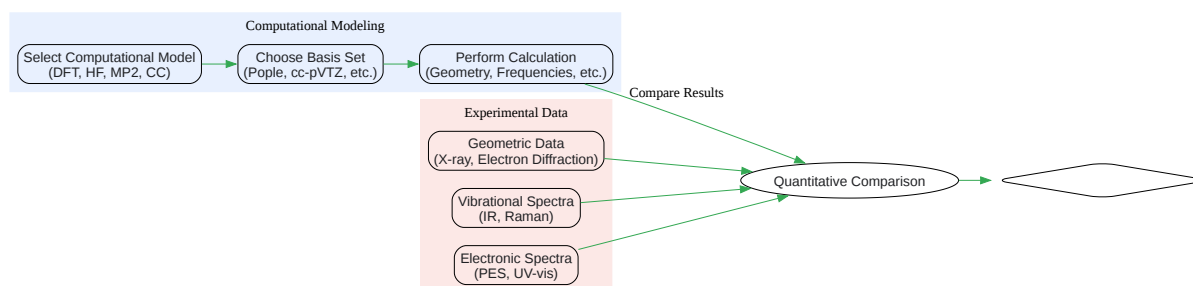 Computational Modeling
Select Computational Model
(DFT, HF, MP2, CC)
Choose Basis Set
(Pople, cc-pVTZ, etc.)
Perform Calculation
(Geometry, Frequencies, etc.)
Compare Results
Experimental Data
Geometric Data
(X-ray, Electron Diffraction)
Vibrational Spectra
(IR, Raman)
Electronic Spectra
(PES, UV-vis)
Quantitative Comparison